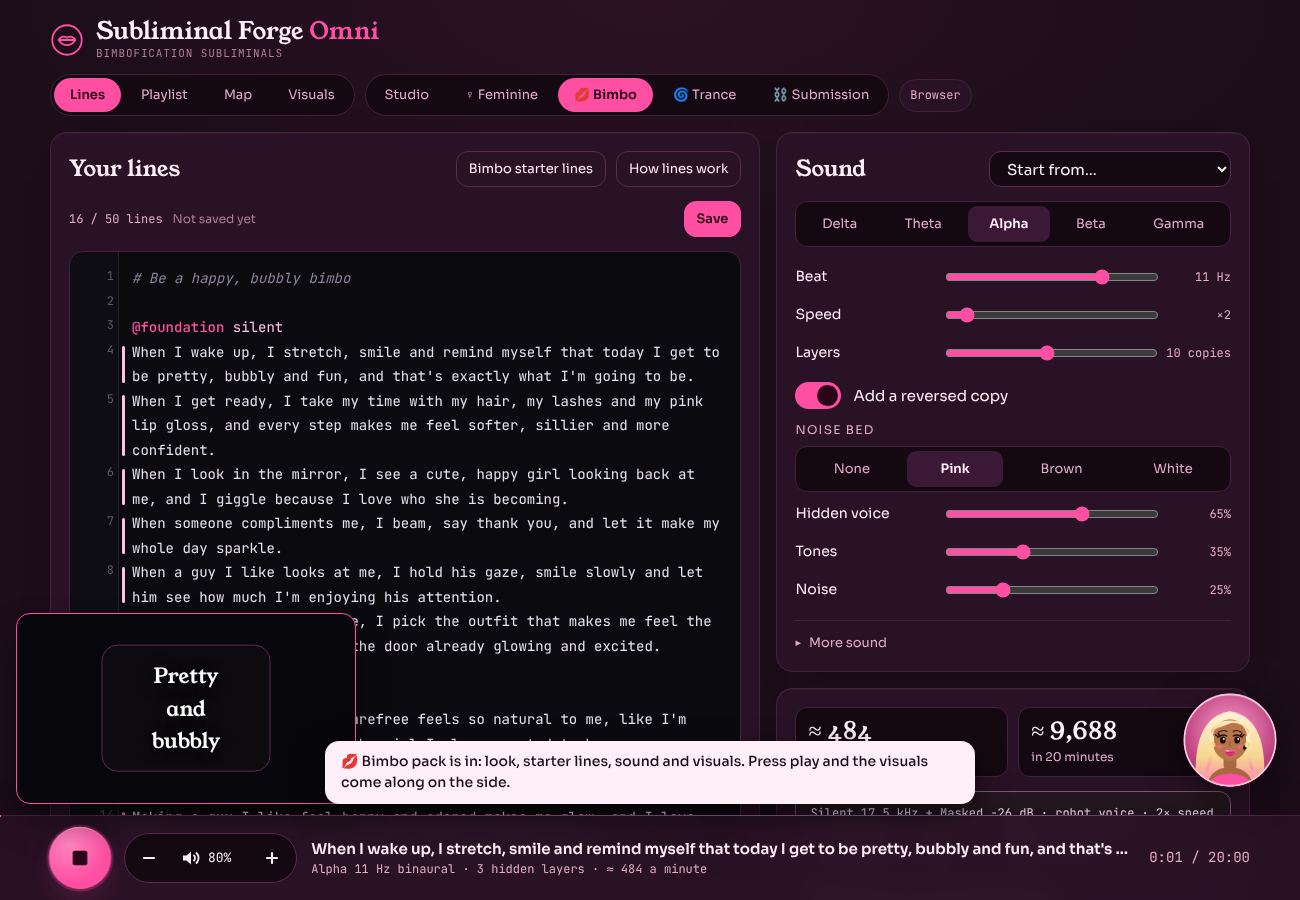 Subliminal Forge Omni
BIMBOFICATION SUBLIMINALS
Lines
Playlist
Map
Visuals
Studio
♀ Feminine
💋 Bimbo
🌀 Trance
⛓️ Submission
Browser
Your lines
Bimbo starter lines
How lines work
16 / 50 lines
Not saved yet
Save
1
# Be a happy, bubbly bimbo
2
3
@foundation silent
4
When I wake up, I stretch, smile and remind myself that today I get to
be pretty, bubbly and fun, and that's exactly what I'm going to be.
5
When I get ready, I take my time with my hair, my lashes and my pink
lip gloss, and every step makes me feel softer, sillier and more
confident.
6
When I look in the mirror, I see a cute, happy girl looking back at
me, and I giggle because I love who she is becoming.
7
When someone compliments me, I beam, say thank you, and let it make my
whole day sparkle.
8
When a guy I like looks at me, I hold his gaze, smile slowly and let
him see how much I'm enjoying his attention.
I pick the outfit that makes me feel the
the door already glowing and excited.
feels so natural to me, like I'm
Pretty
and
bubbly
Sound
Start from...
Delta
Theta
Alpha
Beta
Gamma
Beat
11 Hz
Speed
×2
Layers
10 copies
Add a reversed copy
NOISE BED
None
Pink
Brown
White
Hidden voice
65%
Tones
35%
Noise
25%
▸ More sound
≈ 484
≈ 9,688
in 20 minutes
Silent 17.5 kHz + Masked -26 dB · robot voice · 2× speed
💋 Bimbo pack is in: look, starter lines, sound and visuals. Press play and the visuals
come along on the side.
80%
When I wake up, I stretch, smile and remind myself that today I get to be pretty, bubbly and fun, and that's ...
Alpha 11 Hz binaural · 3 hidden layers · ≈ 484 a minute
0:01 / 20:00